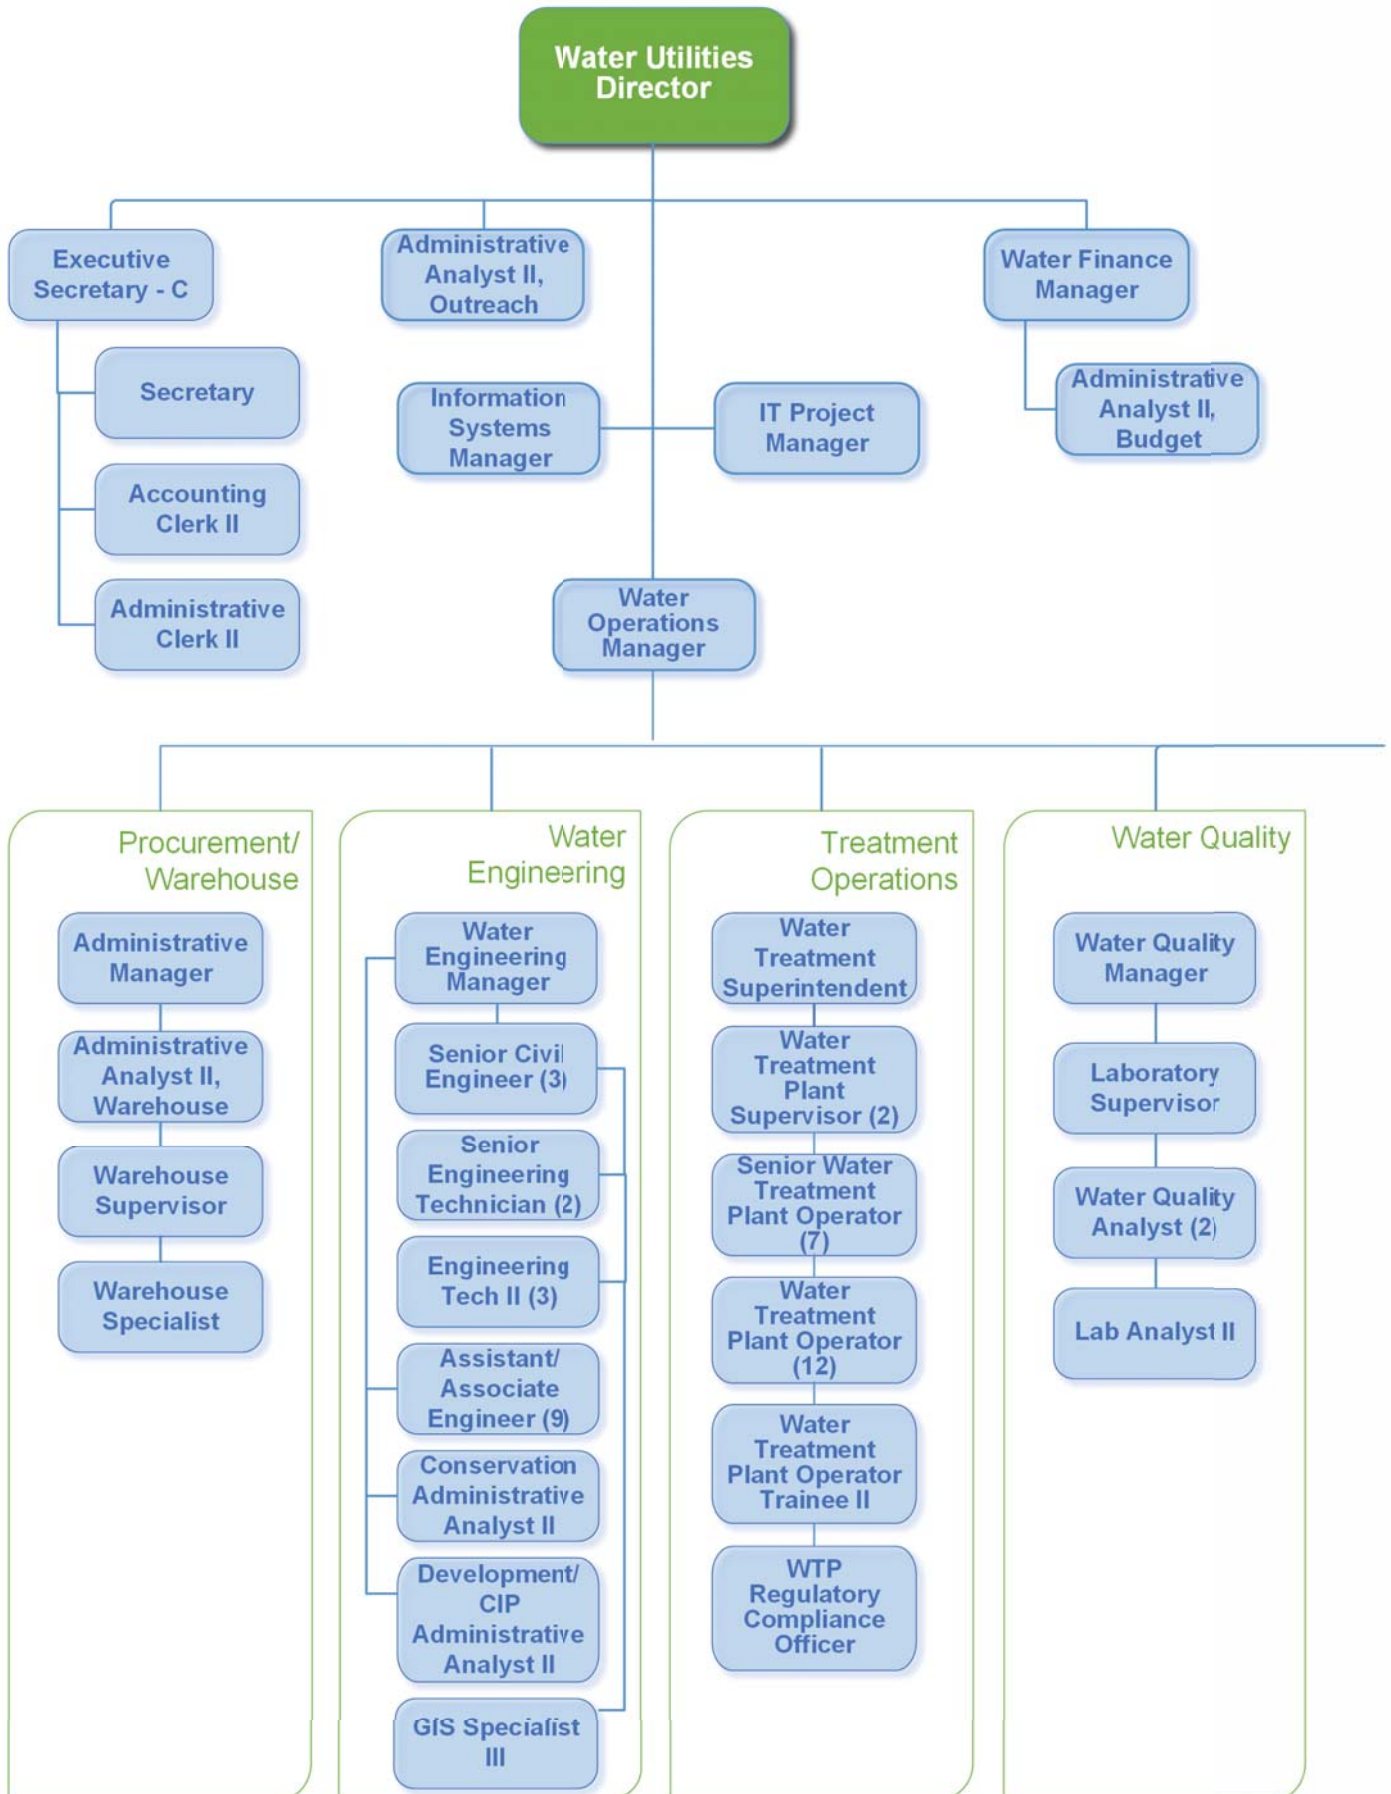 Water Utilities
Director
Executive
Secretary - C
Administrative
Analyst II,
Outreach
Water Finance
Manager
Secretary
Accounting
Clerk II
Administrative
Clerk II
Information
Systems
Manager
IT Project
Manager
Administrative
Analyst II,
Budget
Water
Operations
Manager
Procurement/
Warehouse
Administrative
Manager
Administrative
Analyst II,
Warehouse
Warehouse
Supervisor
Warehouse
Specialist
Water
Engineering
Water
Engineering
Manager
Senior Civil
Engineer (3)
Senior
Engineering
Technician (2)
Engineering
Tech II (3)
Assistant/
Associate
Engineer (9)
Conservation
Administrative
Analyst II
Development/
CIP
Administrative
Analyst II
GIS Specialist
III
Treatment
Operations
Water
Treatment
Superintendent
Water
Treatment
Plant
Supervisor (2)
Senior Water
Treatment
Plant Operator
(7)
Water
Treatment
Plant Operator
(12)
Water
Treatment
Plant Operator
Trainee II
WTP
Regulatory
Compliance
Officer
Water Quality
Water Quality
Manager
Laboratory
Supervisor
Water Quality
Analyst (2)
Lab Analyst II